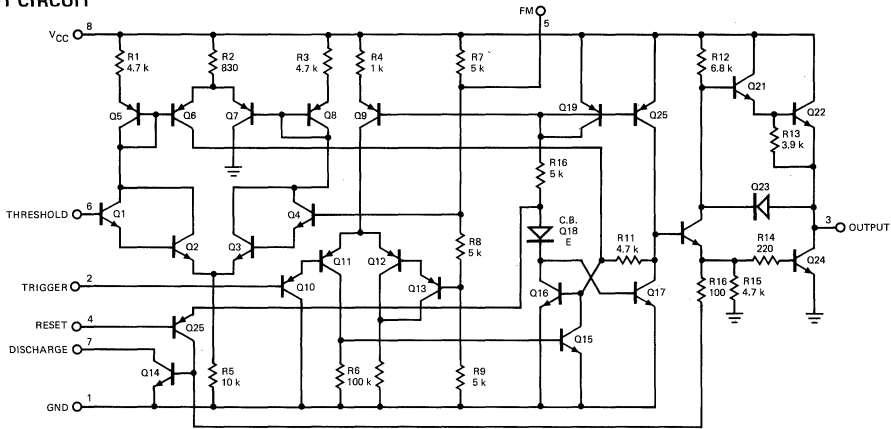 T CIRCUIT
FM
5
VCC 8
R1 4.7 k
R2 830
R3 4.7 k
R4 1 k
R7 5 k
R12 6.8 k
Q21
Q5
Q6
Q7
Q8
Q9
Q19
Q25
Q22
R13 3.9 k
R16 5 k
Q23
THRESHOLD 6
Q1
Q2
Q3
Q4
C.B. Q18 E
R11 4.7 k
3 OUTPUT
R8 5 k
R14 220
Q24
TRIGGER 2
Q10
Q11
Q12
Q13
Q16
Q17
R16 100
R15 4.7 k
RESET 4
Q25
Q15
DISCHARGE 7
Q14
R5 10 k
R6 100 k
R9 5 k
GND 1